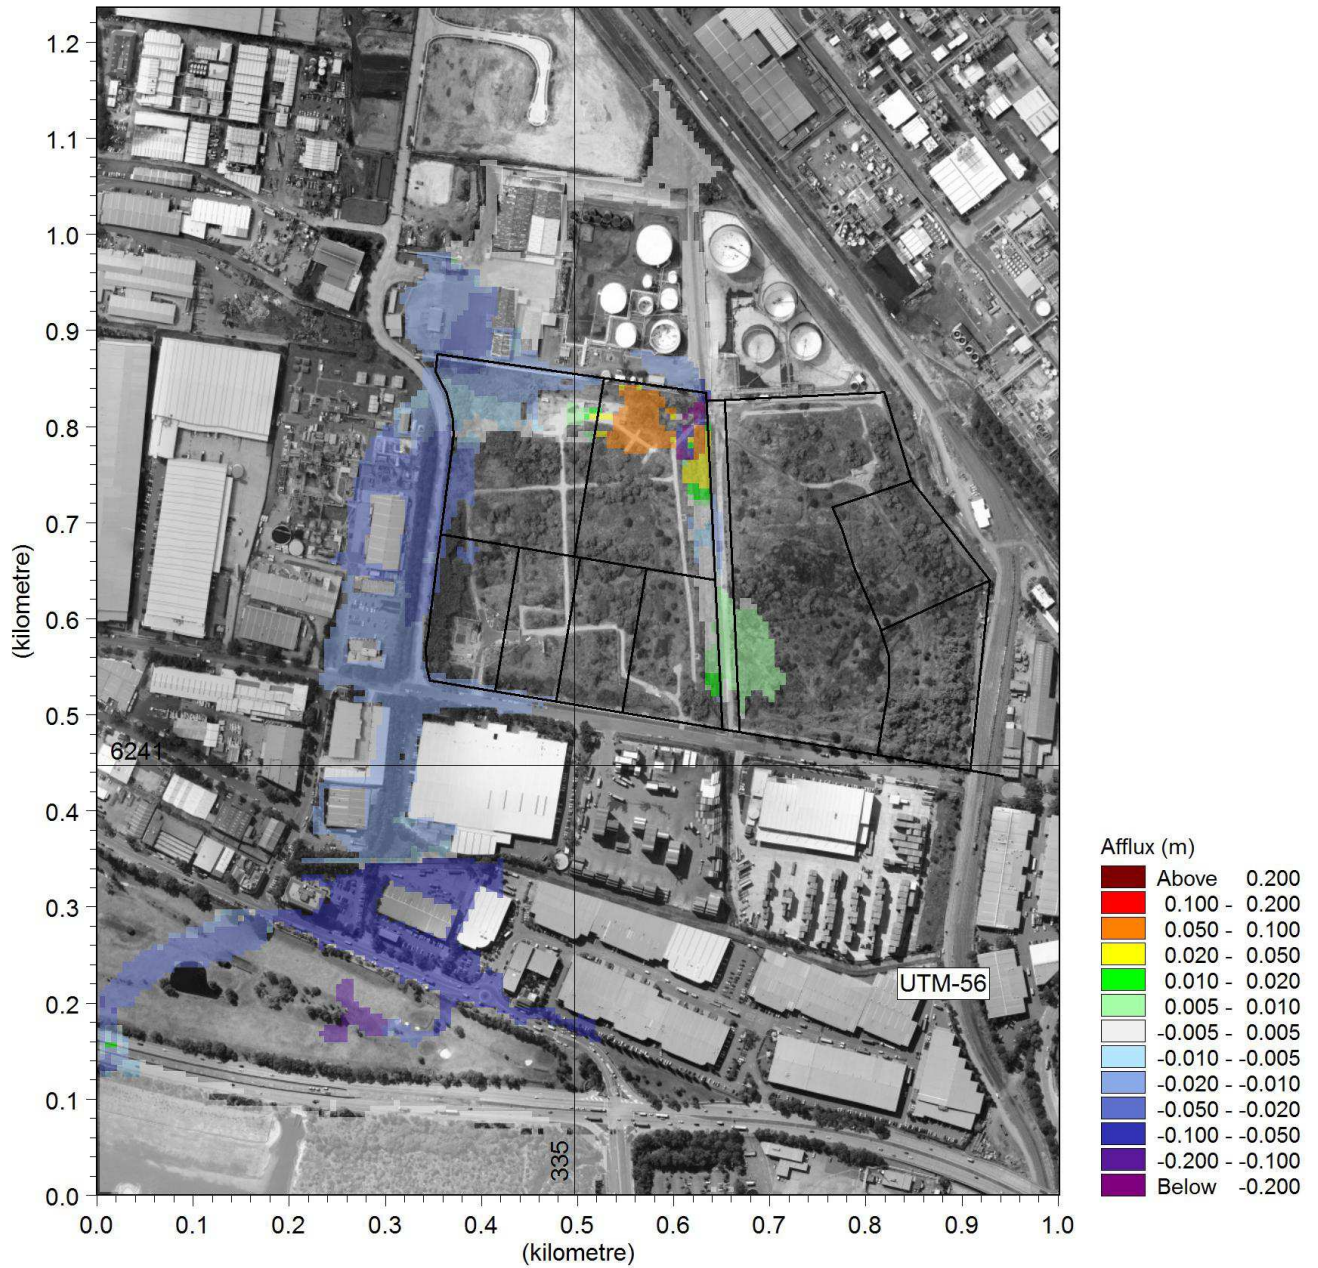 1.2
1.1
1.0
0.9
0.8
0.7
0.6
0.5
0.4
0.3
0.2
0.1
0.0
(kilometre)
6241
335
UTM-56
0.0 0.1 0.2 0.3 0.4 0.5 0.6 0.7 0.8 0.9 1.0
(kilometre)
Afflux (m)
Above 0.200
0.100 - 0.200
0.050 - 0.100
0.020 - 0.050
0.010 - 0.020
0.005 - 0.010
-0.005 - 0.005
-0.010 - -0.005
-0.020 - -0.010
-0.050 - -0.020
-0.100 - -0.050
-0.200 - -0.100
Below -0.200